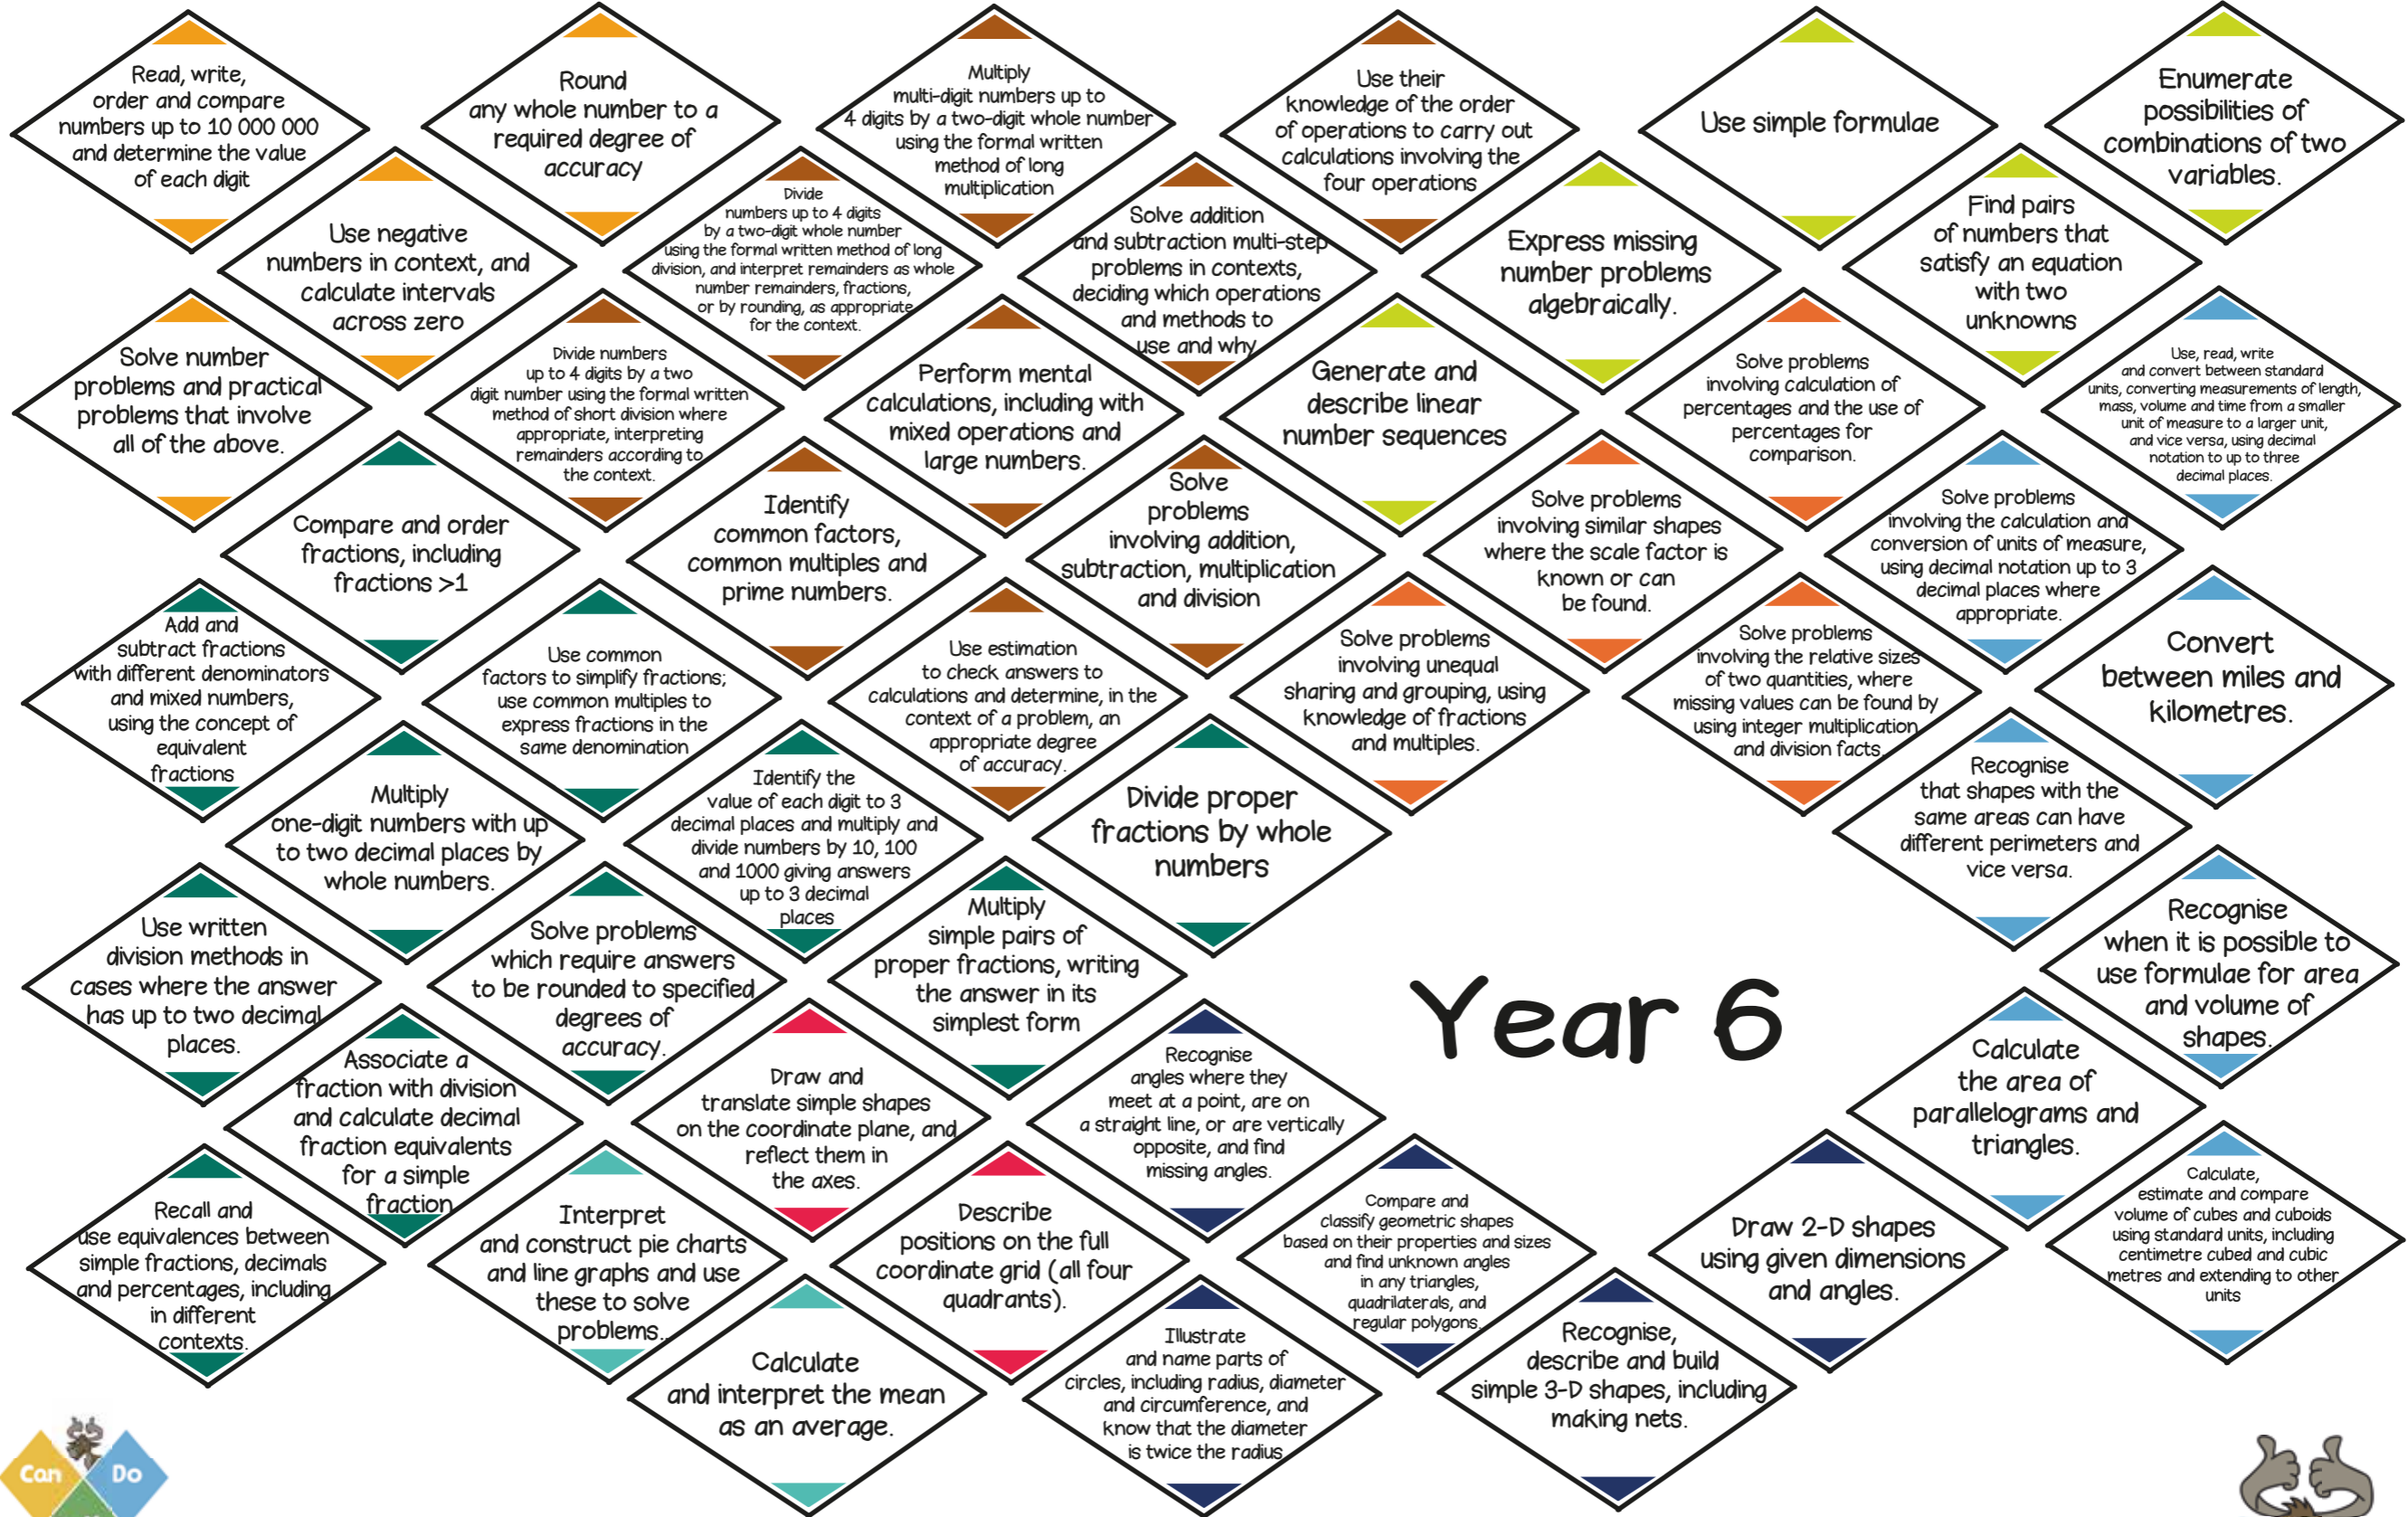 Read, write,
order and compare
numbers up to 10 000 000
and determine the value
of each digit
Round
any whole number to a
required degree of
accuracy
Multiply
multi-digit numbers up to
4 digits by a two-digit whole number
using the formal written
method of long
multiplication
Use their
knowledge of the order
of operations to carry out
calculations involving the
four operations
Use simple formulae
Enumerate
possibilities of
combinations of two
variables.
Use negative
numbers in context, and
calculate intervals
across zero
Divide
numbers up to 4 digits
by a two-digit whole number
using the formal written method of long
division, and interpret remainders as whole
number remainders, fractions,
or by rounding, as appropriate
for the context.
Solve addition
and subtraction multi-step
problems in contexts,
deciding which operations
and methods to
use and why
Express missing
number problems
algebraically.
Find pairs
of numbers that
satisfy an equation
with two
unknowns
Solve number
problems and practical
problems that involve
all of the above.
Divide numbers
up to 4 digits by a two
digit number using the formal written
method of short division where
appropriate, interpreting
remainders according to
the context.
Perform mental
calculations, including with
mixed operations and
large numbers.
Generate and
describe linear
number sequences
Solve problems
involving calculation of
percentages and the use of
percentages for
comparison.
Use, read, write
and convert between standard
units, converting measurements of length,
mass, volume and time from a smaller
unit of measure to a larger unit,
and vice versa, using decimal
notation to up to three
decimal places.
Compare and order
fractions, including
fractions >1
Identify
common factors,
common multiples and
prime numbers.
Solve
problems
involving addition,
subtraction, multiplication
and division
Solve problems
involving similar shapes
where the scale factor is
known or can
be found.
Solve problems
involving the calculation and
conversion of units of measure,
using decimal notation up to 3
decimal places where
appropriate.
Add and
subtract fractions
with different denominators
and mixed numbers,
using the concept of
equivalent
fractions
Use common
factors to simplify fractions;
use common multiples to
express fractions in the
same denomination
Use estimation
to check answers to
calculations and determine, in the
context of a problem, an
appropriate degree
of accuracy.
Solve problems
involving unequal
sharing and grouping, using
knowledge of fractions
and multiples.
Solve problems
involving the relative sizes
of two quantities, where
missing values can be found by
using integer multiplication
and division facts
Convert
between miles and
kilometres.
Multiply
one-digit numbers with up
to two decimal places by
whole numbers.
Identify the
value of each digit to 3
decimal places and multiply and
divide numbers by 10, 100
and 1000 giving answers
up to 3 decimal
places
Divide proper
fractions by whole
numbers
Recognise
that shapes with the
same areas can have
different perimeters and
vice versa.
Use written
division methods in
cases where the answer
has up to two decimal
places.
Solve problems
which require answers
to be rounded to specified
degrees of
accuracy.
Multiply
simple pairs of
proper fractions, writing
the answer in its
simplest form
Year 6
Recognise
when it is possible to
use formulae for area
and volume of
shapes.
Associate a
fraction with division
and calculate decimal
fraction equivalents
for a simple
fraction
Draw and
translate simple shapes
on the coordinate plane, and
reflect them in
the axes.
Recognise
angles where they
meet at a point, are on
a straight line, or are vertically
opposite, and find
missing angles.
Calculate
the area of
parallelograms and
triangles.
Recall and
use equivalences between
simple fractions, decimals
and percentages, including
in different
contexts.
Interpret
and construct pie charts
and line graphs and use
these to solve
problems.
Describe
positions on the full
coordinate grid (all four
quadrants).
Compare and
classify geometric shapes
based on their properties and sizes
and find unknown angles
in any triangles,
quadrilaterals, and
regular polygons.
Draw 2-D shapes
using given dimensions
and angles.
Calculate,
estimate and compare
volume of cubes and cuboids
using standard units, including
centimetre cubed and cubic
metres and extending to other
units
Calculate
and interpret the mean
as an average.
Illustrate
and name parts of
circles, including radius, diameter
and circumference, and
know that the diameter
is twice the radius
Recognise,
describe and build
simple 3-D shapes, including
making nets.
Can Do